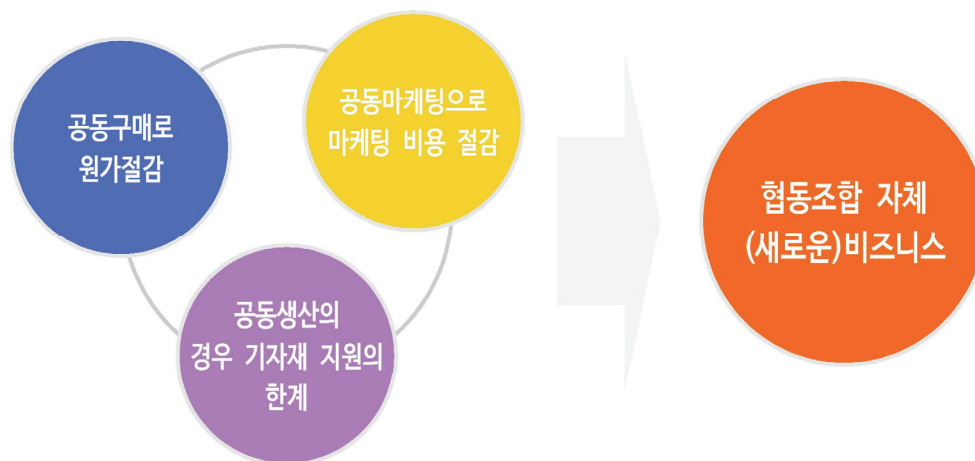 공동구매로
원가절감
공동마케팅으로
마케팅 비용 절감
공동생산의
경우 기자재 지원의
한계
협동조합 자체
(새로운)비즈니스